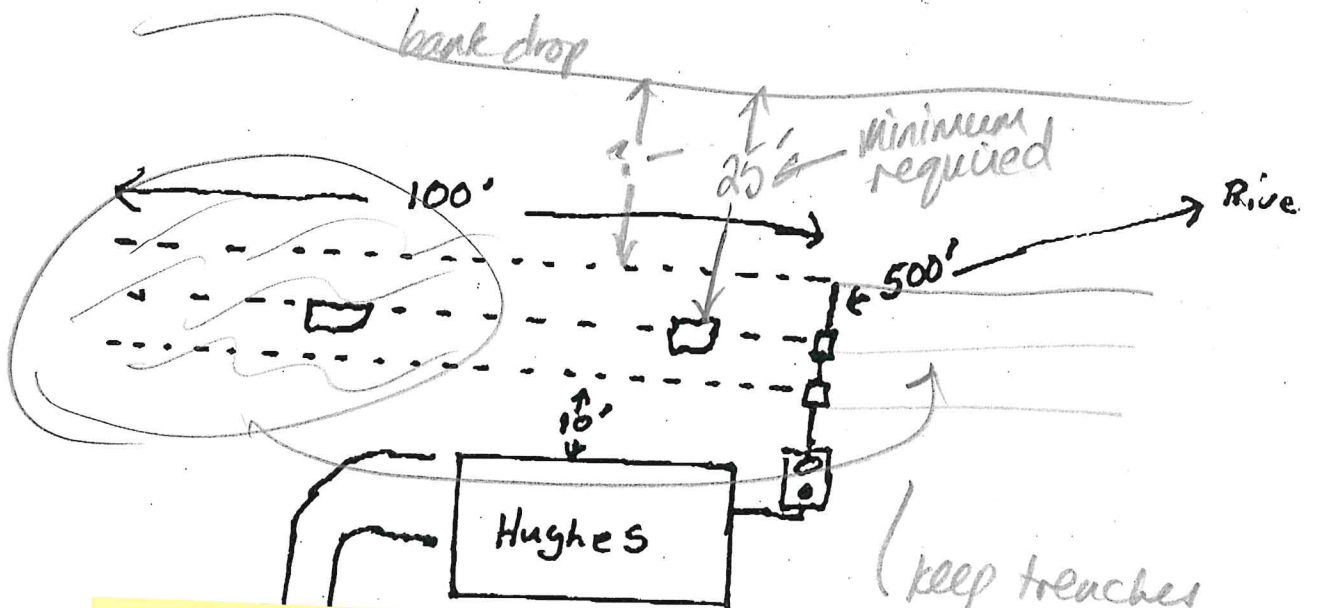 bank drop
? 25' minimum
required
100'
500' Rive
10'
Hughes
keep trenches